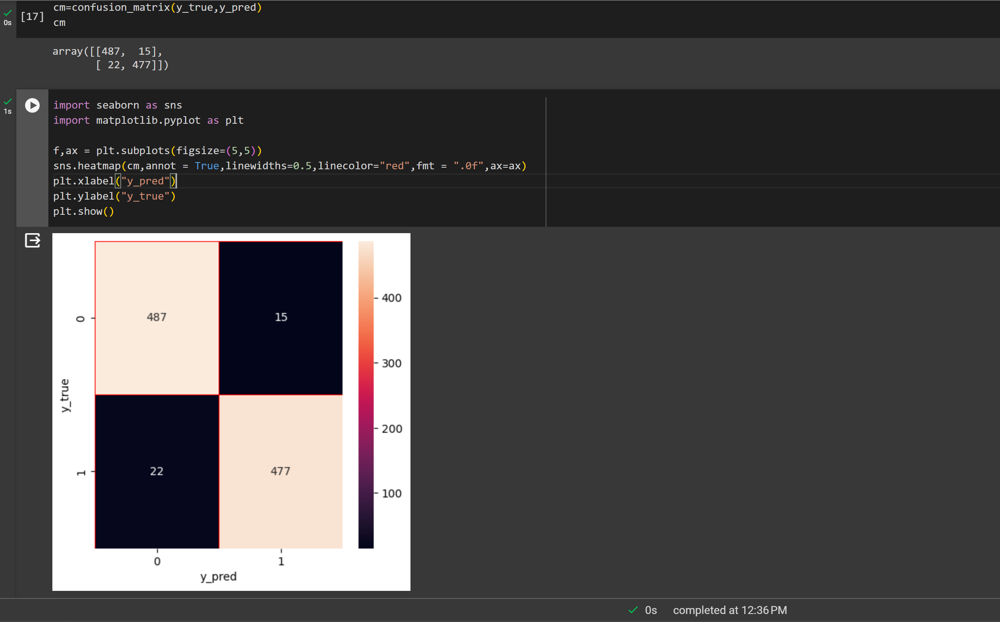 cm=confusion_matrix(y_true,y_pred)
0s [17]
cm
array([[487,  15],
       [ 22, 477]])
1s
import seaborn as sns
import matplotlib.pyplot as plt
f,ax = plt.subplots(figsize=(5,5))
sns.heatmap(cm,annot = True,linewidths=0.5,linecolor="red",fmt = ".0f",ax=ax)
plt.xlabel("y_pred")
plt.ylabel("y_true")
plt.show()
400
0 487 15
300
y_true
200
1 22 477
100
0 1
y_pred
0s completed at 12:36 PM